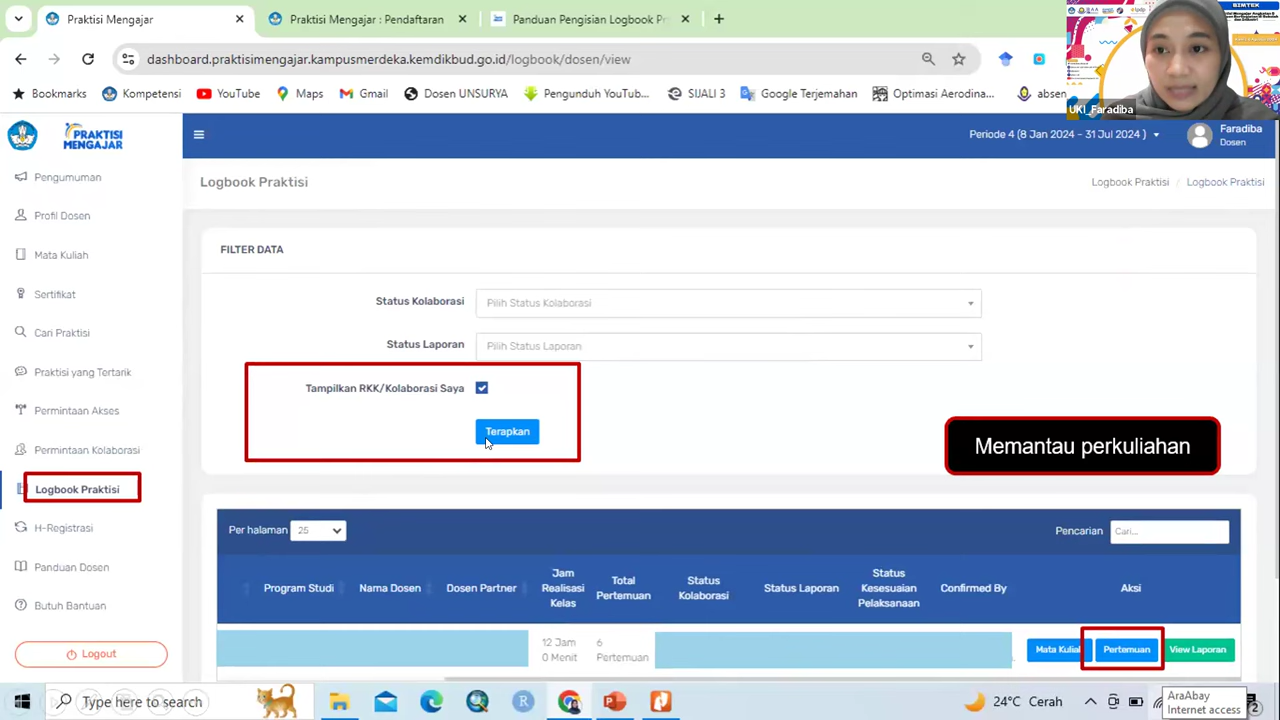 Praktisi Mengajar
Praktisi Mengajar
Panduan Pengisian Logbook
BIMTEK
dashboard.praktisimengajar.kampusmerdeka.kemdikbud.go.id/logbook/dosen/view
Bookmarks
Kompetensi
YouTube
Maps
Gmail
Dosen UNSURYA
Unduh YouTub...
SIJALI 3
Google Terjemahan
Optimasi Aerodina...
absen
UKI_Faradiba
PRAKTISI
MENGAJAR
Periode 4 (8 Jan 2024 - 31 Jul 2024 )
Faradiba
Dosen
Pengumuman
Profil Dosen
Mata Kuliah
Sertifikat
Cari Praktisi
Praktisi yang Tertarik
Permintaan Akses
Permintaan Kolaborasi
Logbook Praktisi
H-Registrasi
Panduan Dosen
Butuh Bantuan
Logout
Logbook Praktisi
Logbook Praktisi / Logbook Praktisi
FILTER DATA
Status Kolaborasi
Pilih Status Kolaborasi
Status Laporan
Pilih Status Laporan
Tampilkan RKK/Kolaborasi Saya
Terapkan
Memantau perkuliahan
Per halaman 25
Pencarian
Cari...
Program Studi
Nama Dosen
Dosen Partner
Jam
Realisasi
Kelas
Total
Pertemuan
Status
Kolaborasi
Status Laporan
Status
Kesesuaian
Pelaksanaan
Confirmed By
Aksi
12 Jam
0 Menit
6
Pertemuan
Mata Kuliah
Pertemuan
View Laporan
Type here to search
24°C Cerah
AraAbay
Internet access
2